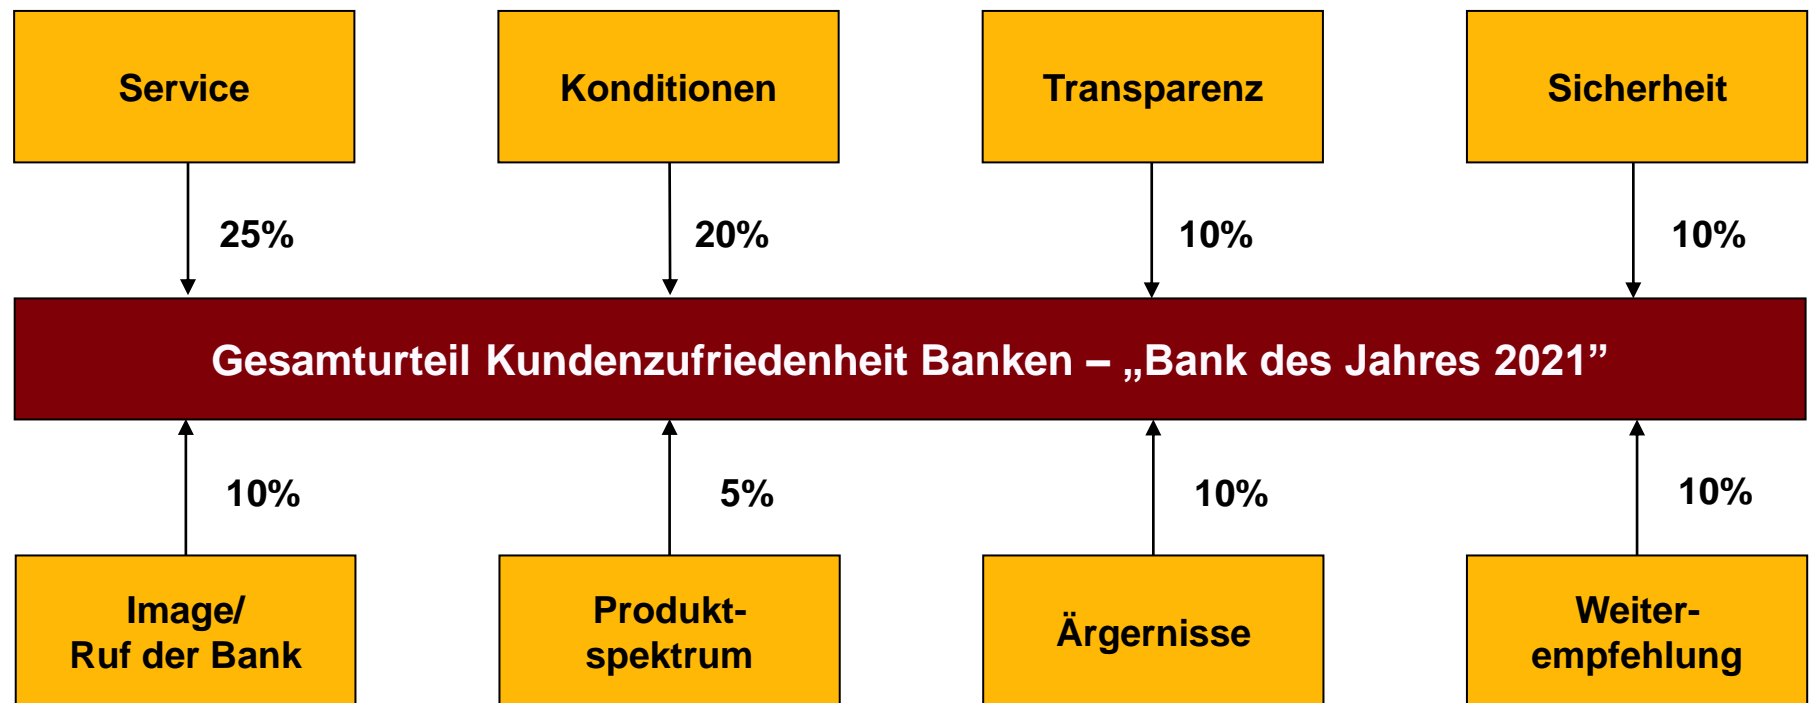 Service
Konditionen
Transparenz
Sicherheit
25%
20%
10%
10%
Gesamturteil Kundenzufriedenheit Banken – „Bank des Jahres 2021”
10%
5%
10%
10%
Image/
Ruf der Bank
Produkt-
spektrum
Ärgernisse
Weiter-
empfehlung